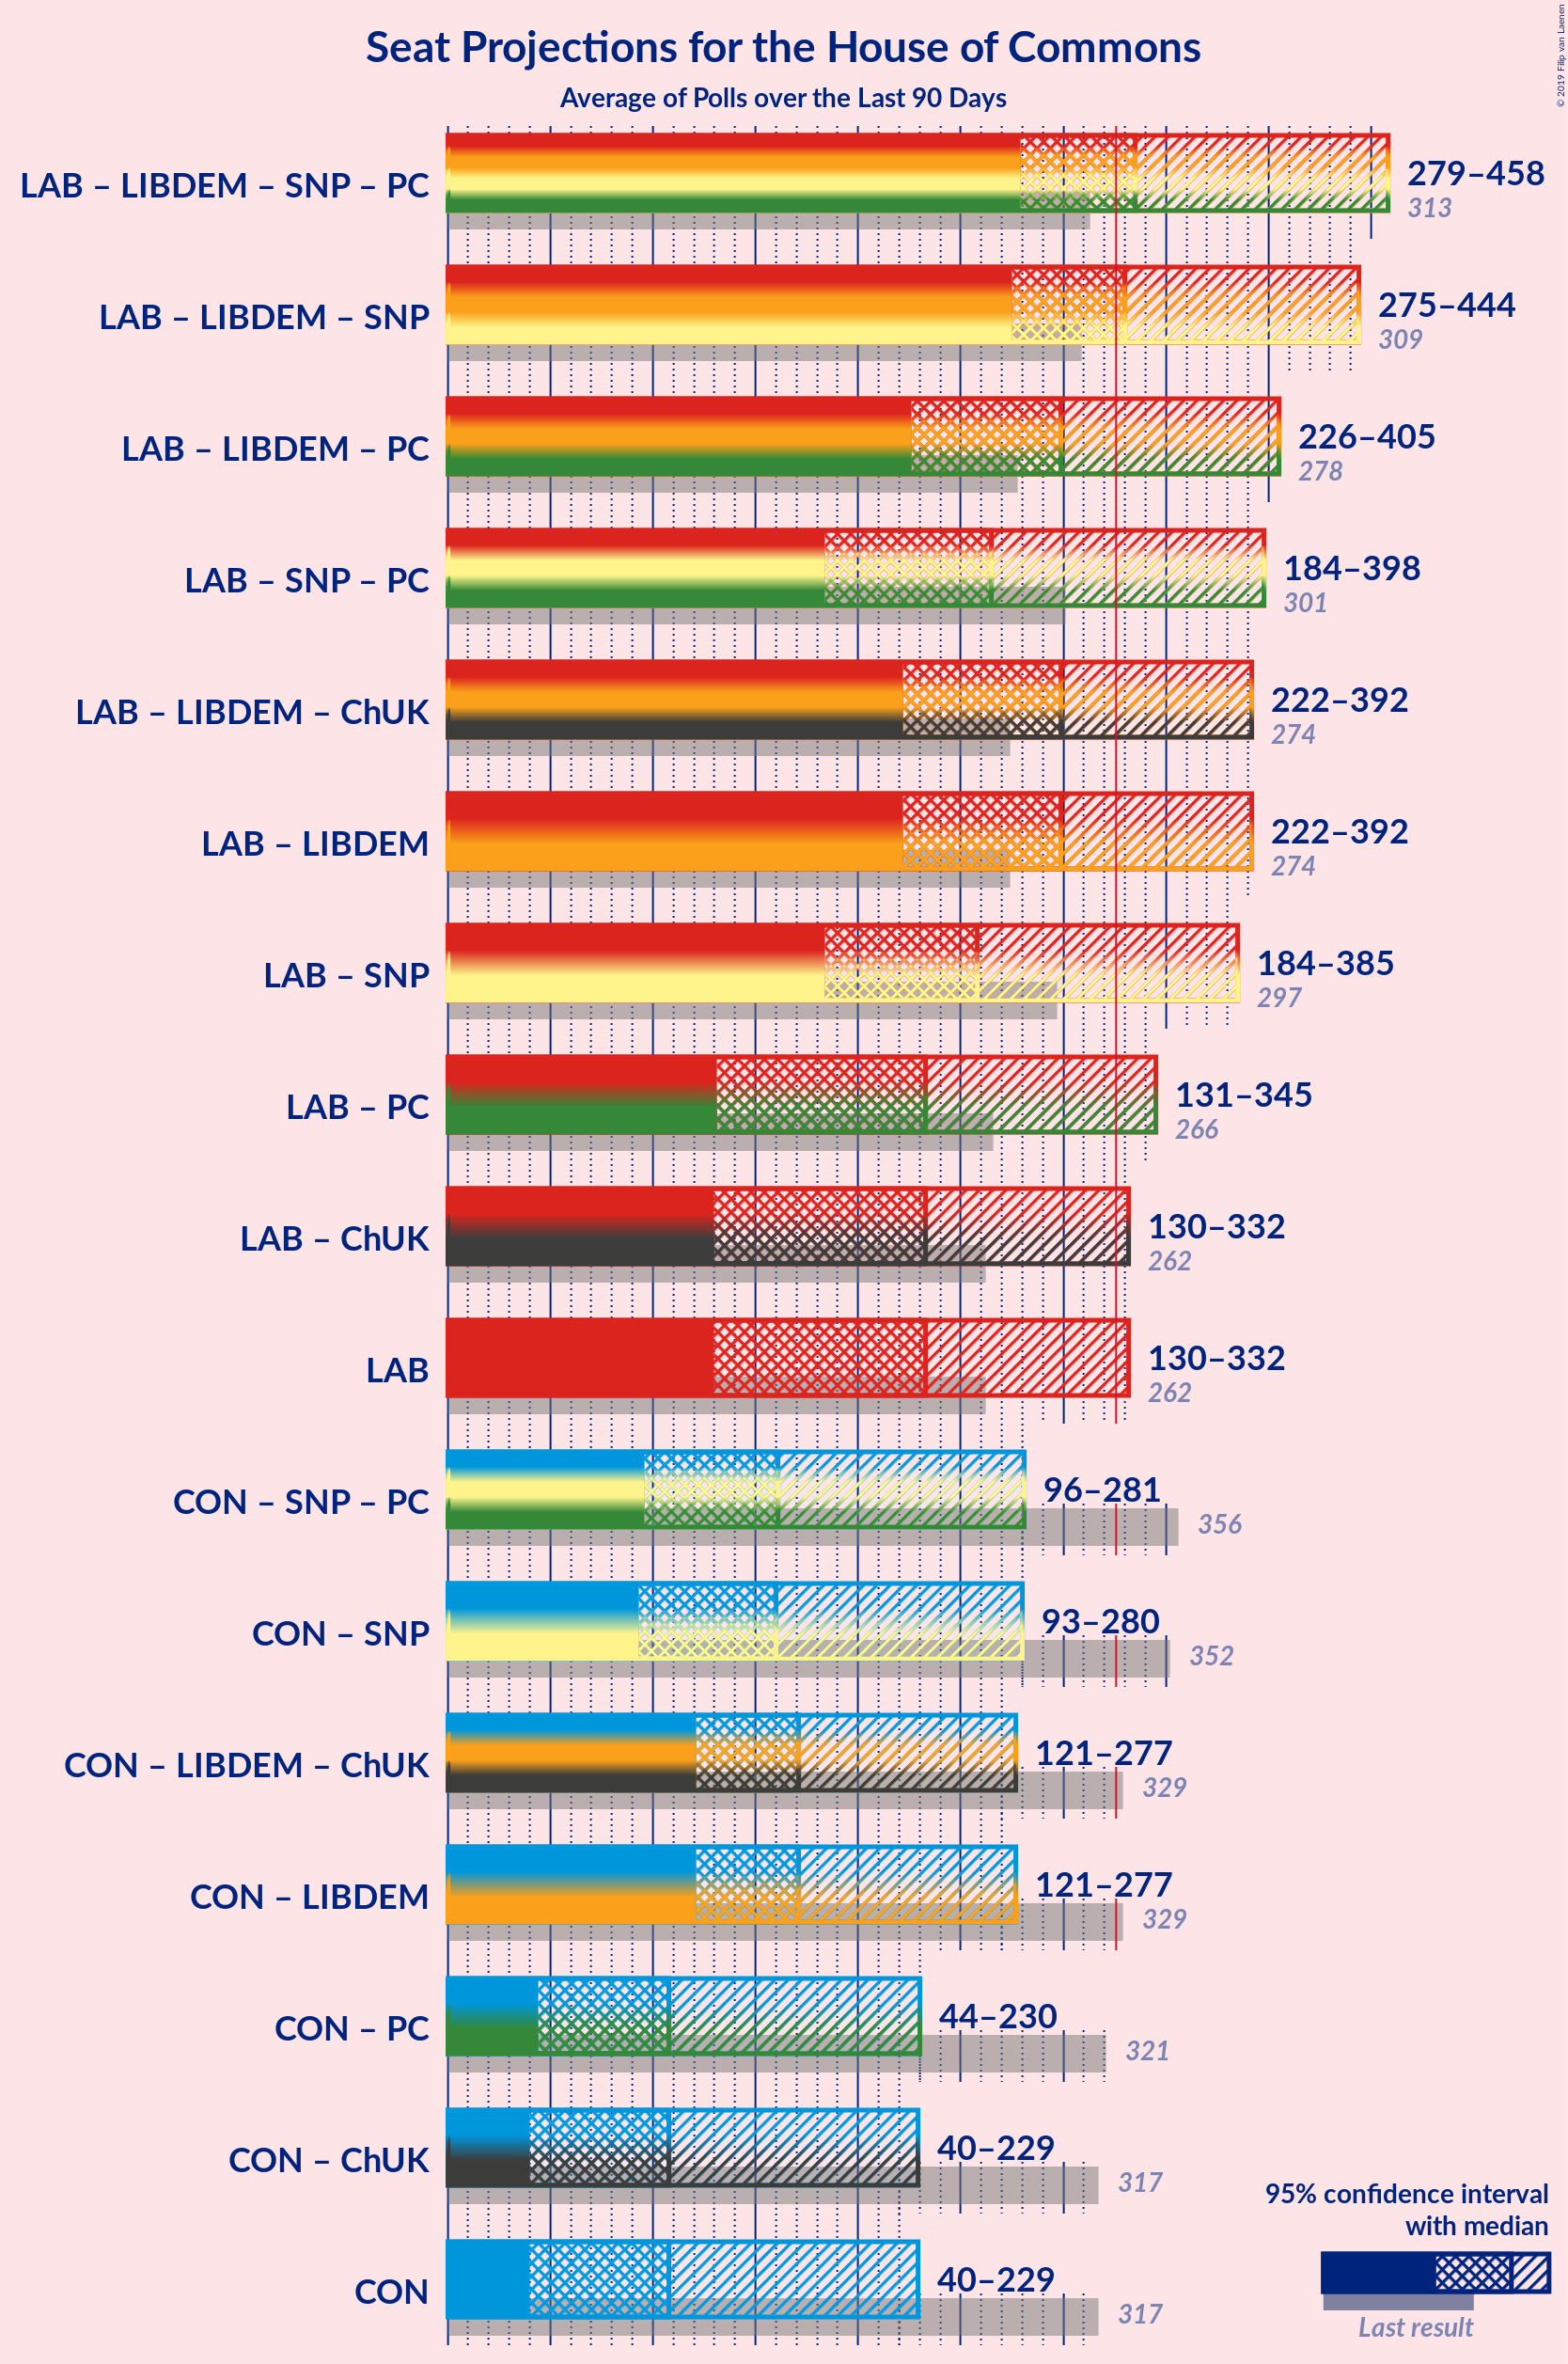 Seat Projections for the House of Commons
Average of Polls over the Last 90 Days
© 2019 Filip van Laenen
LAB – LIBDEM – SNP – PC
279–458
313
LAB – LIBDEM – SNP
275–444
309
LAB – LIBDEM – PC
226–405
278
LAB – SNP – PC
184–398
301
LAB – LIBDEM – ChUK
222–392
274
LAB – LIBDEM
222–392
274
LAB – SNP
184–385
297
LAB – PC
131–345
266
LAB – ChUK
130–332
262
LAB
130–332
262
CON – SNP – PC
96–281
356
CON – SNP
93–280
352
CON – LIBDEM – ChUK
121–277
329
CON – LIBDEM
121–277
329
CON – PC
44–230
321
CON – ChUK
40–229
317
CON
40–229
317
95% confidence interval
with median
Last result